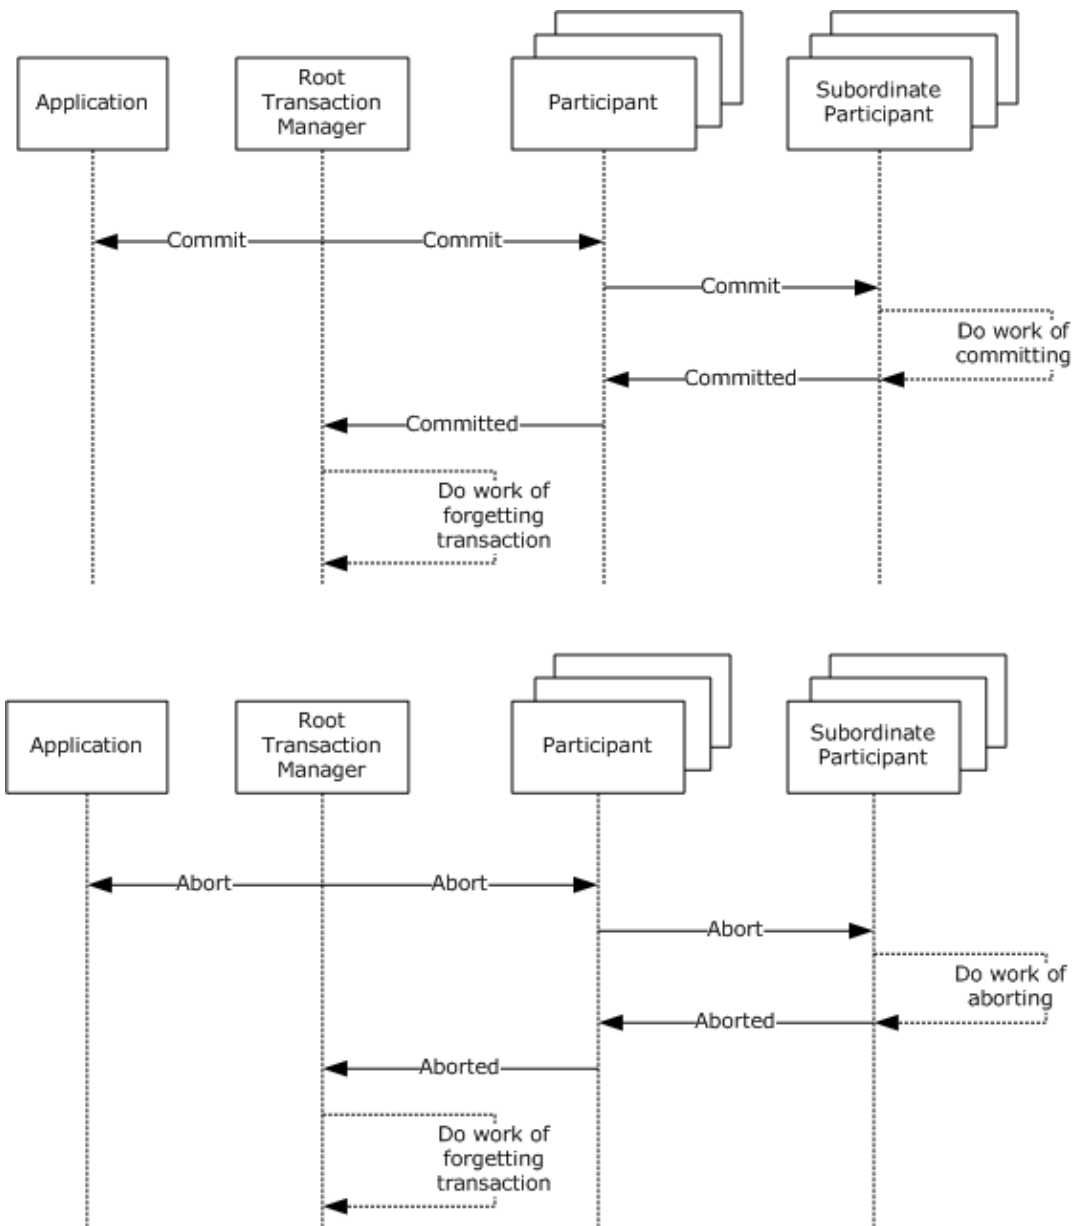 Application
Root
Transaction
Manager
Participant
Subordinate
Participant
Commit
Commit
Commit
Do work of
committing
Committed
Committed
Do work of
forgetting
transaction
Application
Root
Transaction
Manager
Participant
Subordinate
Participant
Abort
Abort
Abort
Do work of
aborting
Aborted
Aborted
Do work of
forgetting
transaction